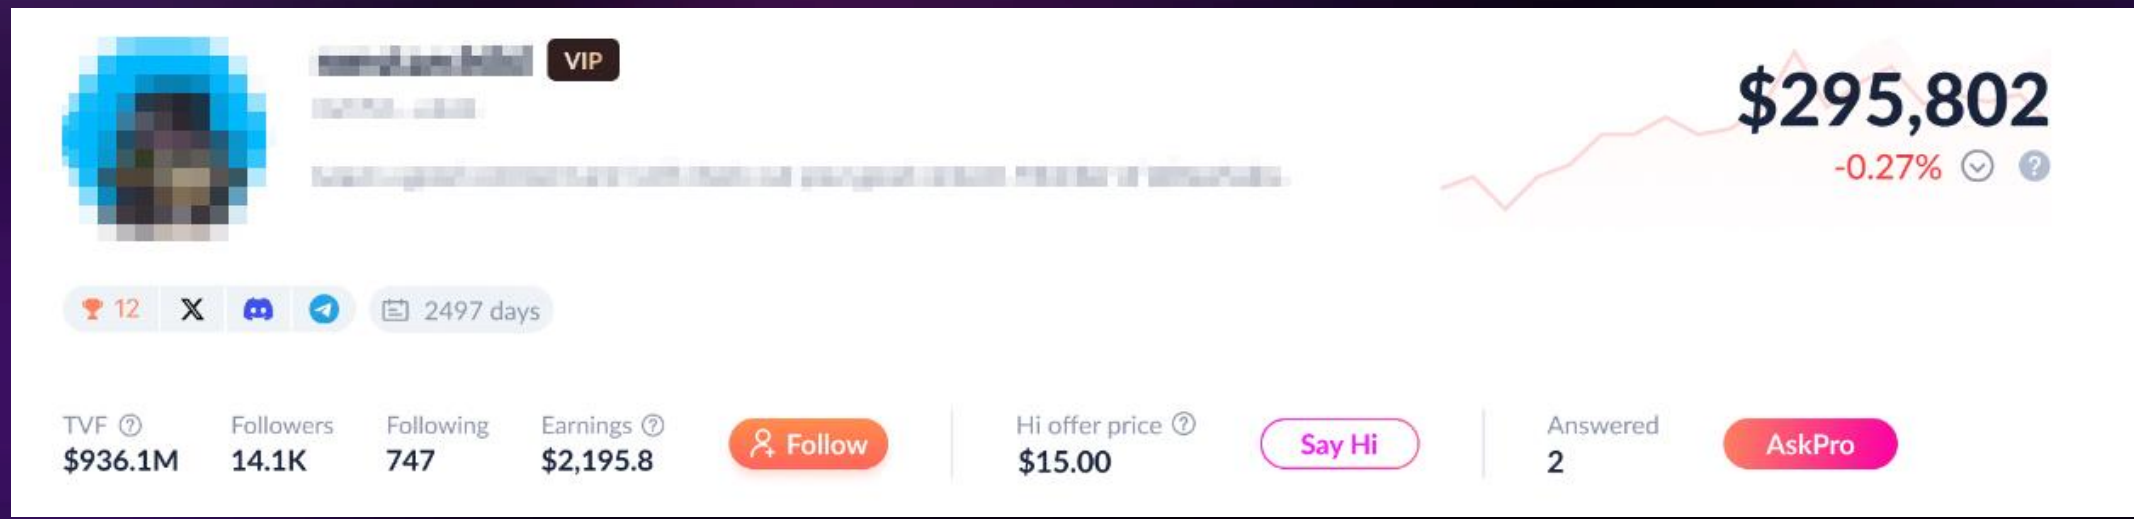 VIP
$295,802
-0.27%
12
2497 days
TVF Followers Following Earnings Hi offer price Answered
$936.1M 14.1K 747 $2,195.8 Follow $15.00 Say Hi 2 AskPro